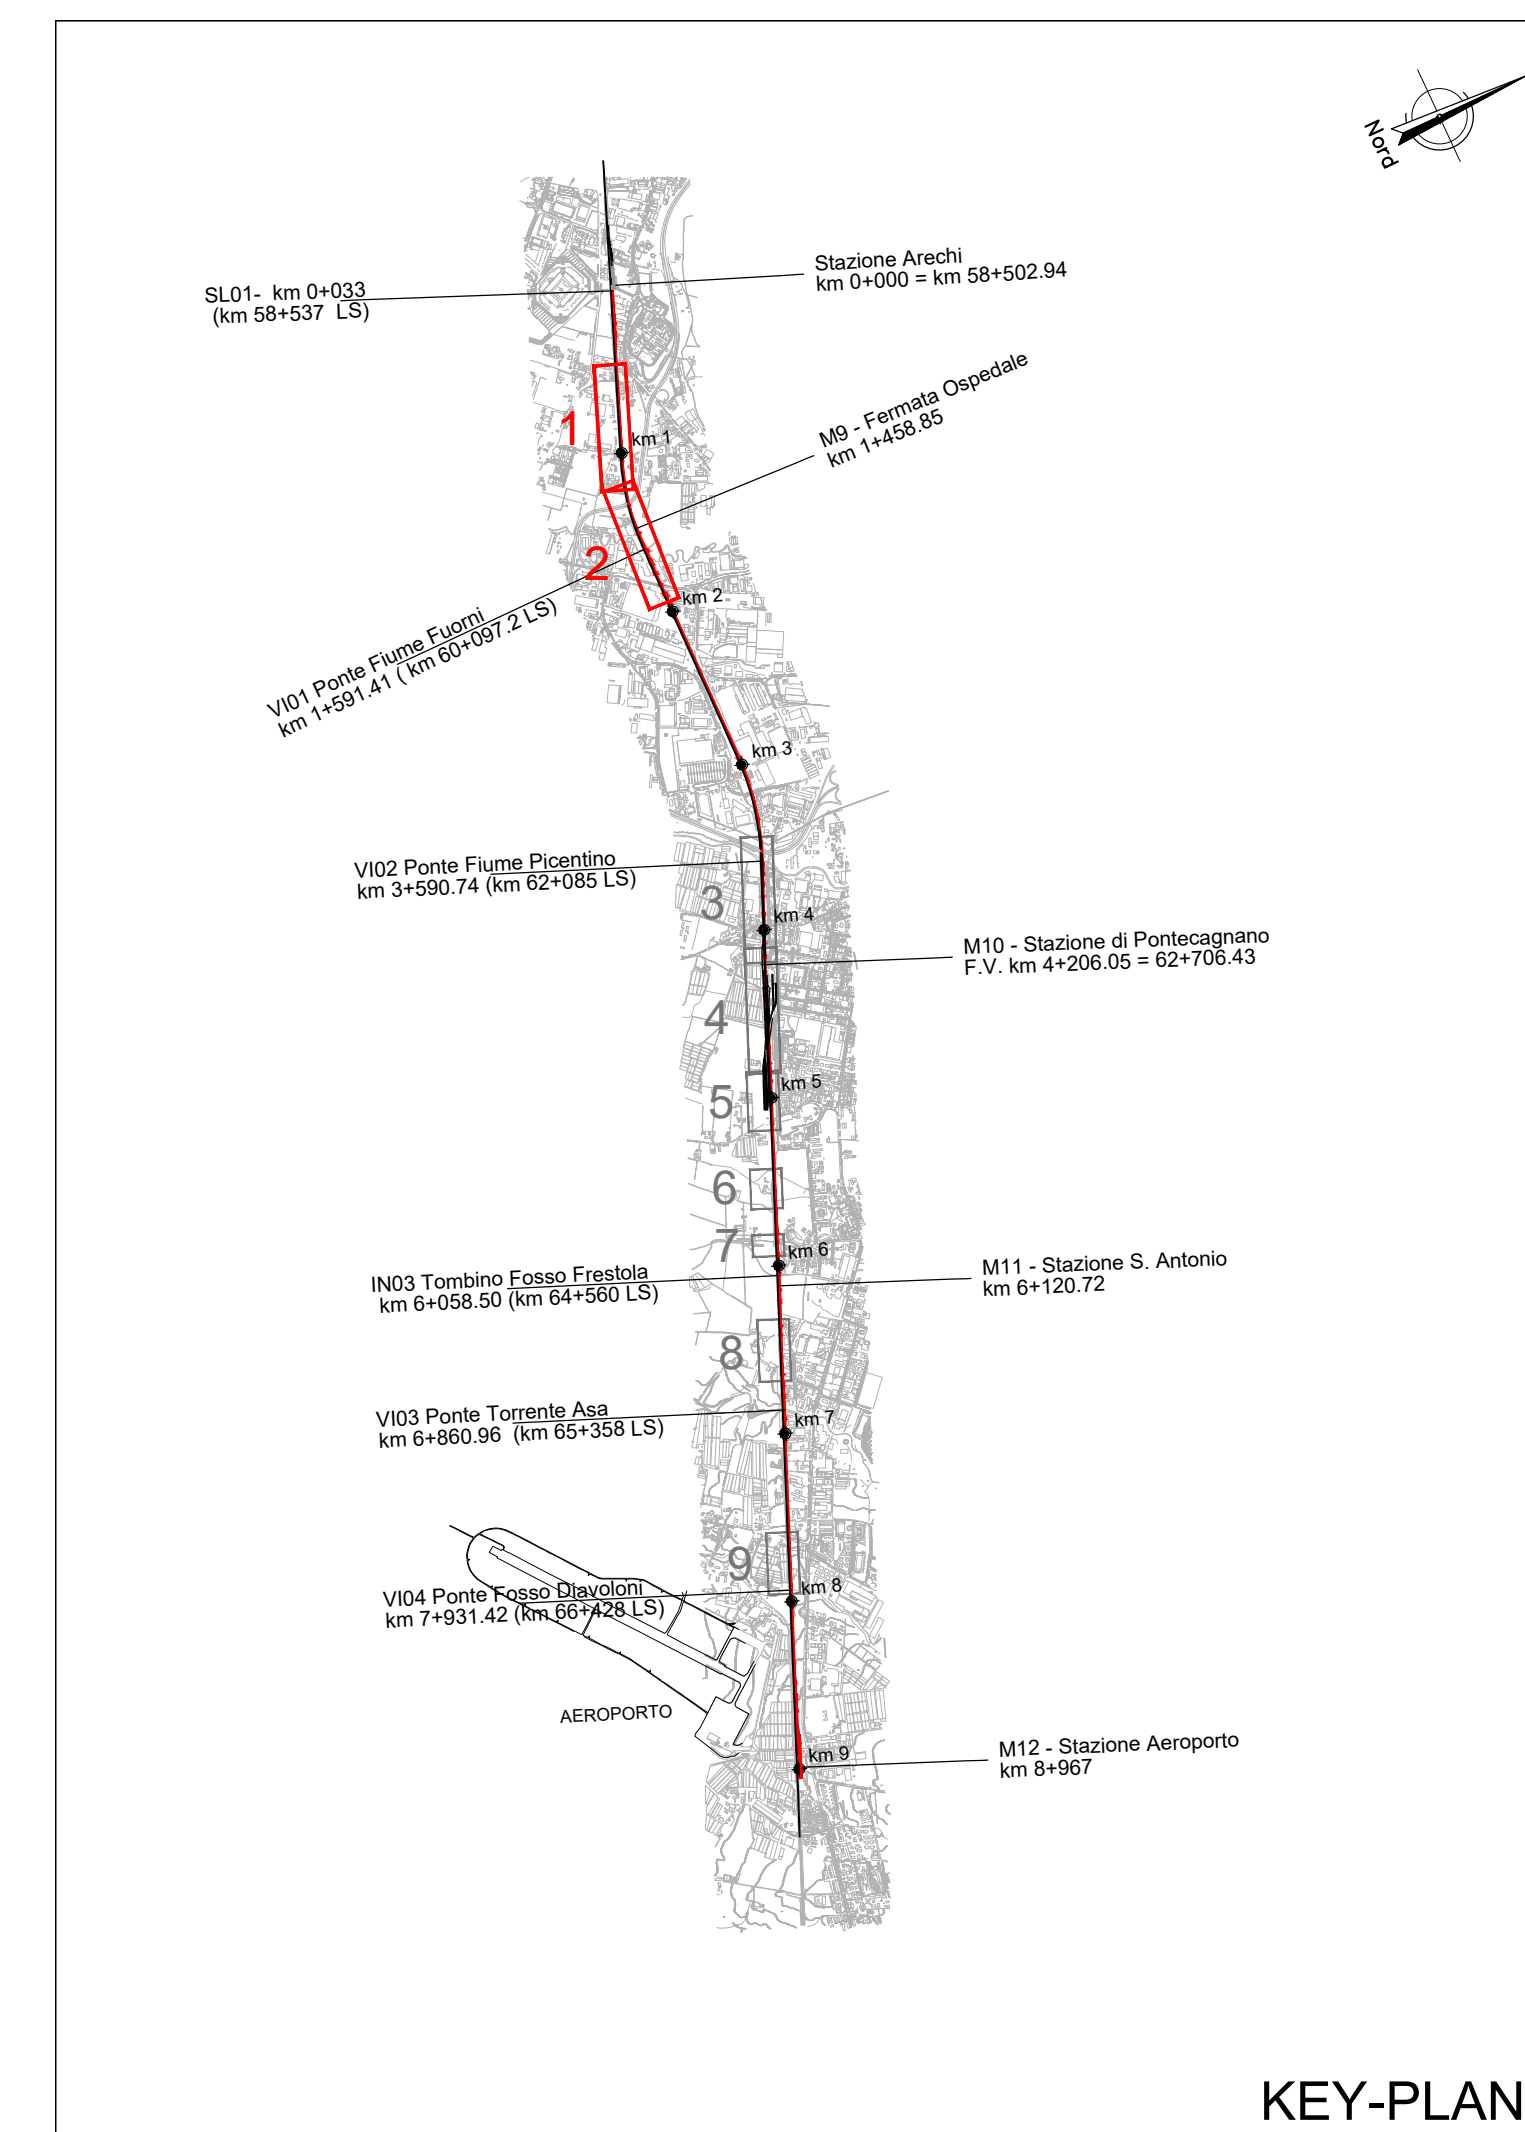 Nord
Stazione Arechi
km 0+000 = km 58+502.94
SL01-  km 0+033
(km 58+537  LS)
M9 - Fermata Ospedale
km 1+458.85
1
km 1
2
km 2
VI01 Ponte Fiume Fuorni
km 1+591.41 ( km 60+097.2 LS)
km 3
VI02 Ponte Fiume Picentino
km 3+590.74 (km 62+085 LS)
3
km 4
M10 - Stazione di Pontecagnano
F.V. km 4+206.05 = 62+706.43
4
5
km 5
6
7
km 6
IN03 Tombino Fosso Frestola
km 6+058.50 (km 64+560 LS)
M11 - Stazione S. Antonio
km 6+120.72
8
VI03 Ponte Torrente Asa
km 6+860.96  (km 65+358 LS)
km 7
9
km 8
VI04 Ponte Fosso Diavoloni
km 7+931.42 (km 66+428 LS)
AEROPORTO
km 9
M12 - Stazione Aeroporto
km 8+967
KEY-PLAN